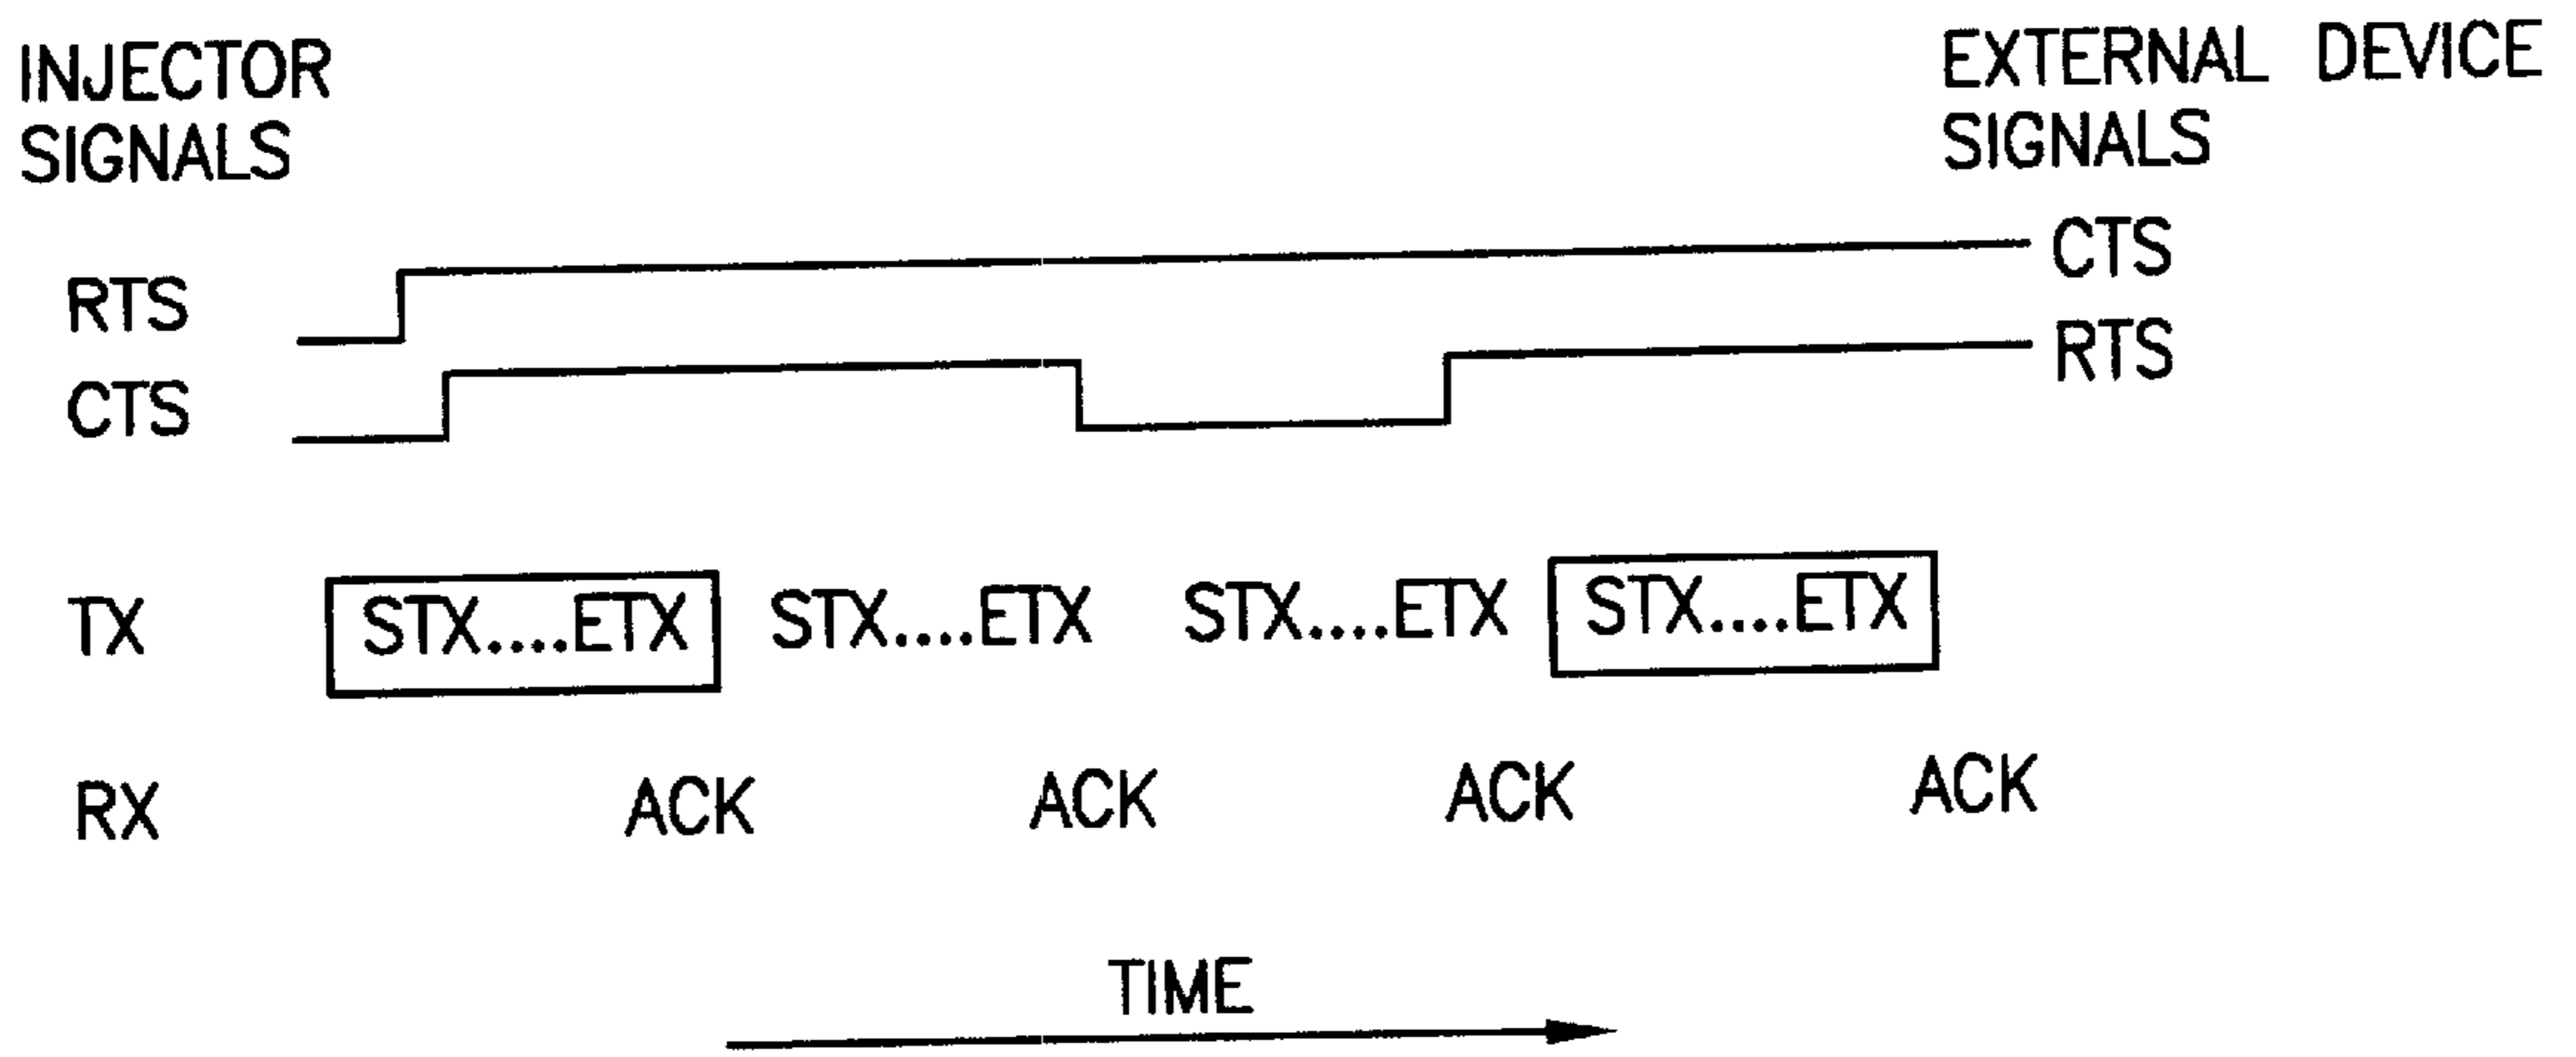 INJECTOR
SIGNALS
EXTERNAL DEVICE
SIGNALS
RTS
CTS
CTS
RTS
TX STX....ETX STX....ETX STX....ETX STX....ETX
RX ACK ACK ACK ACK
TIME